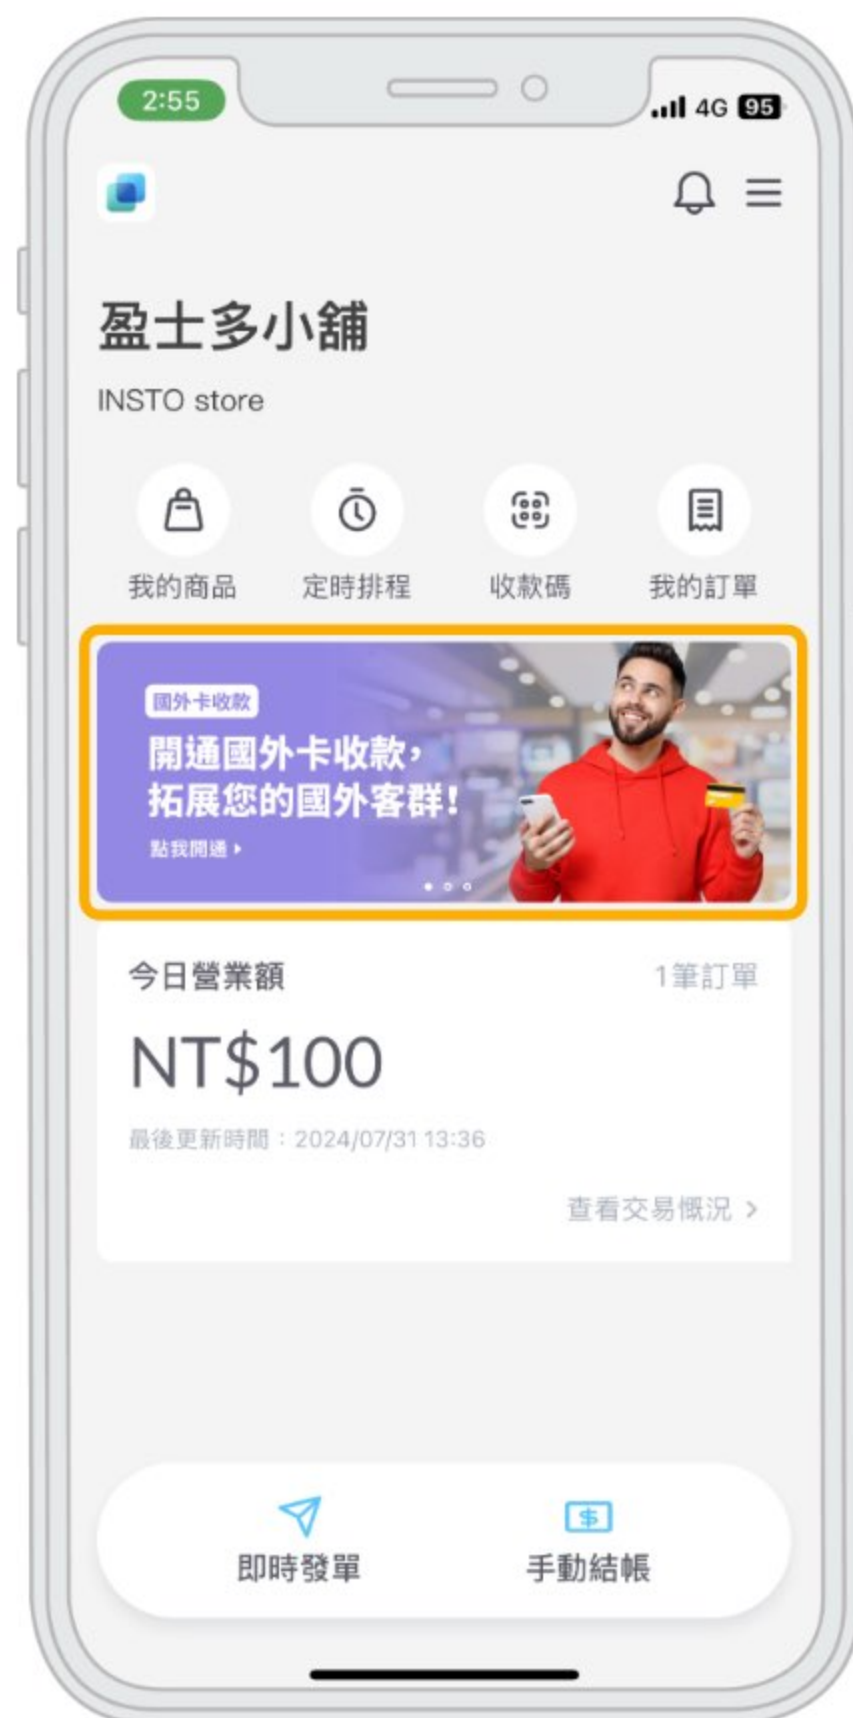 2:55
4G 95
盈士多小舖
INSTO store
我的商品 定時排程 收款碼 我的訂單
國外卡收款
開通國外卡收款，
拓展您的國外客群！
點我開通
今日營業額 1筆訂單
NT$100
最後更新時間：2024/07/31 13:36
查看交易慨況
即時發單 手動結帳